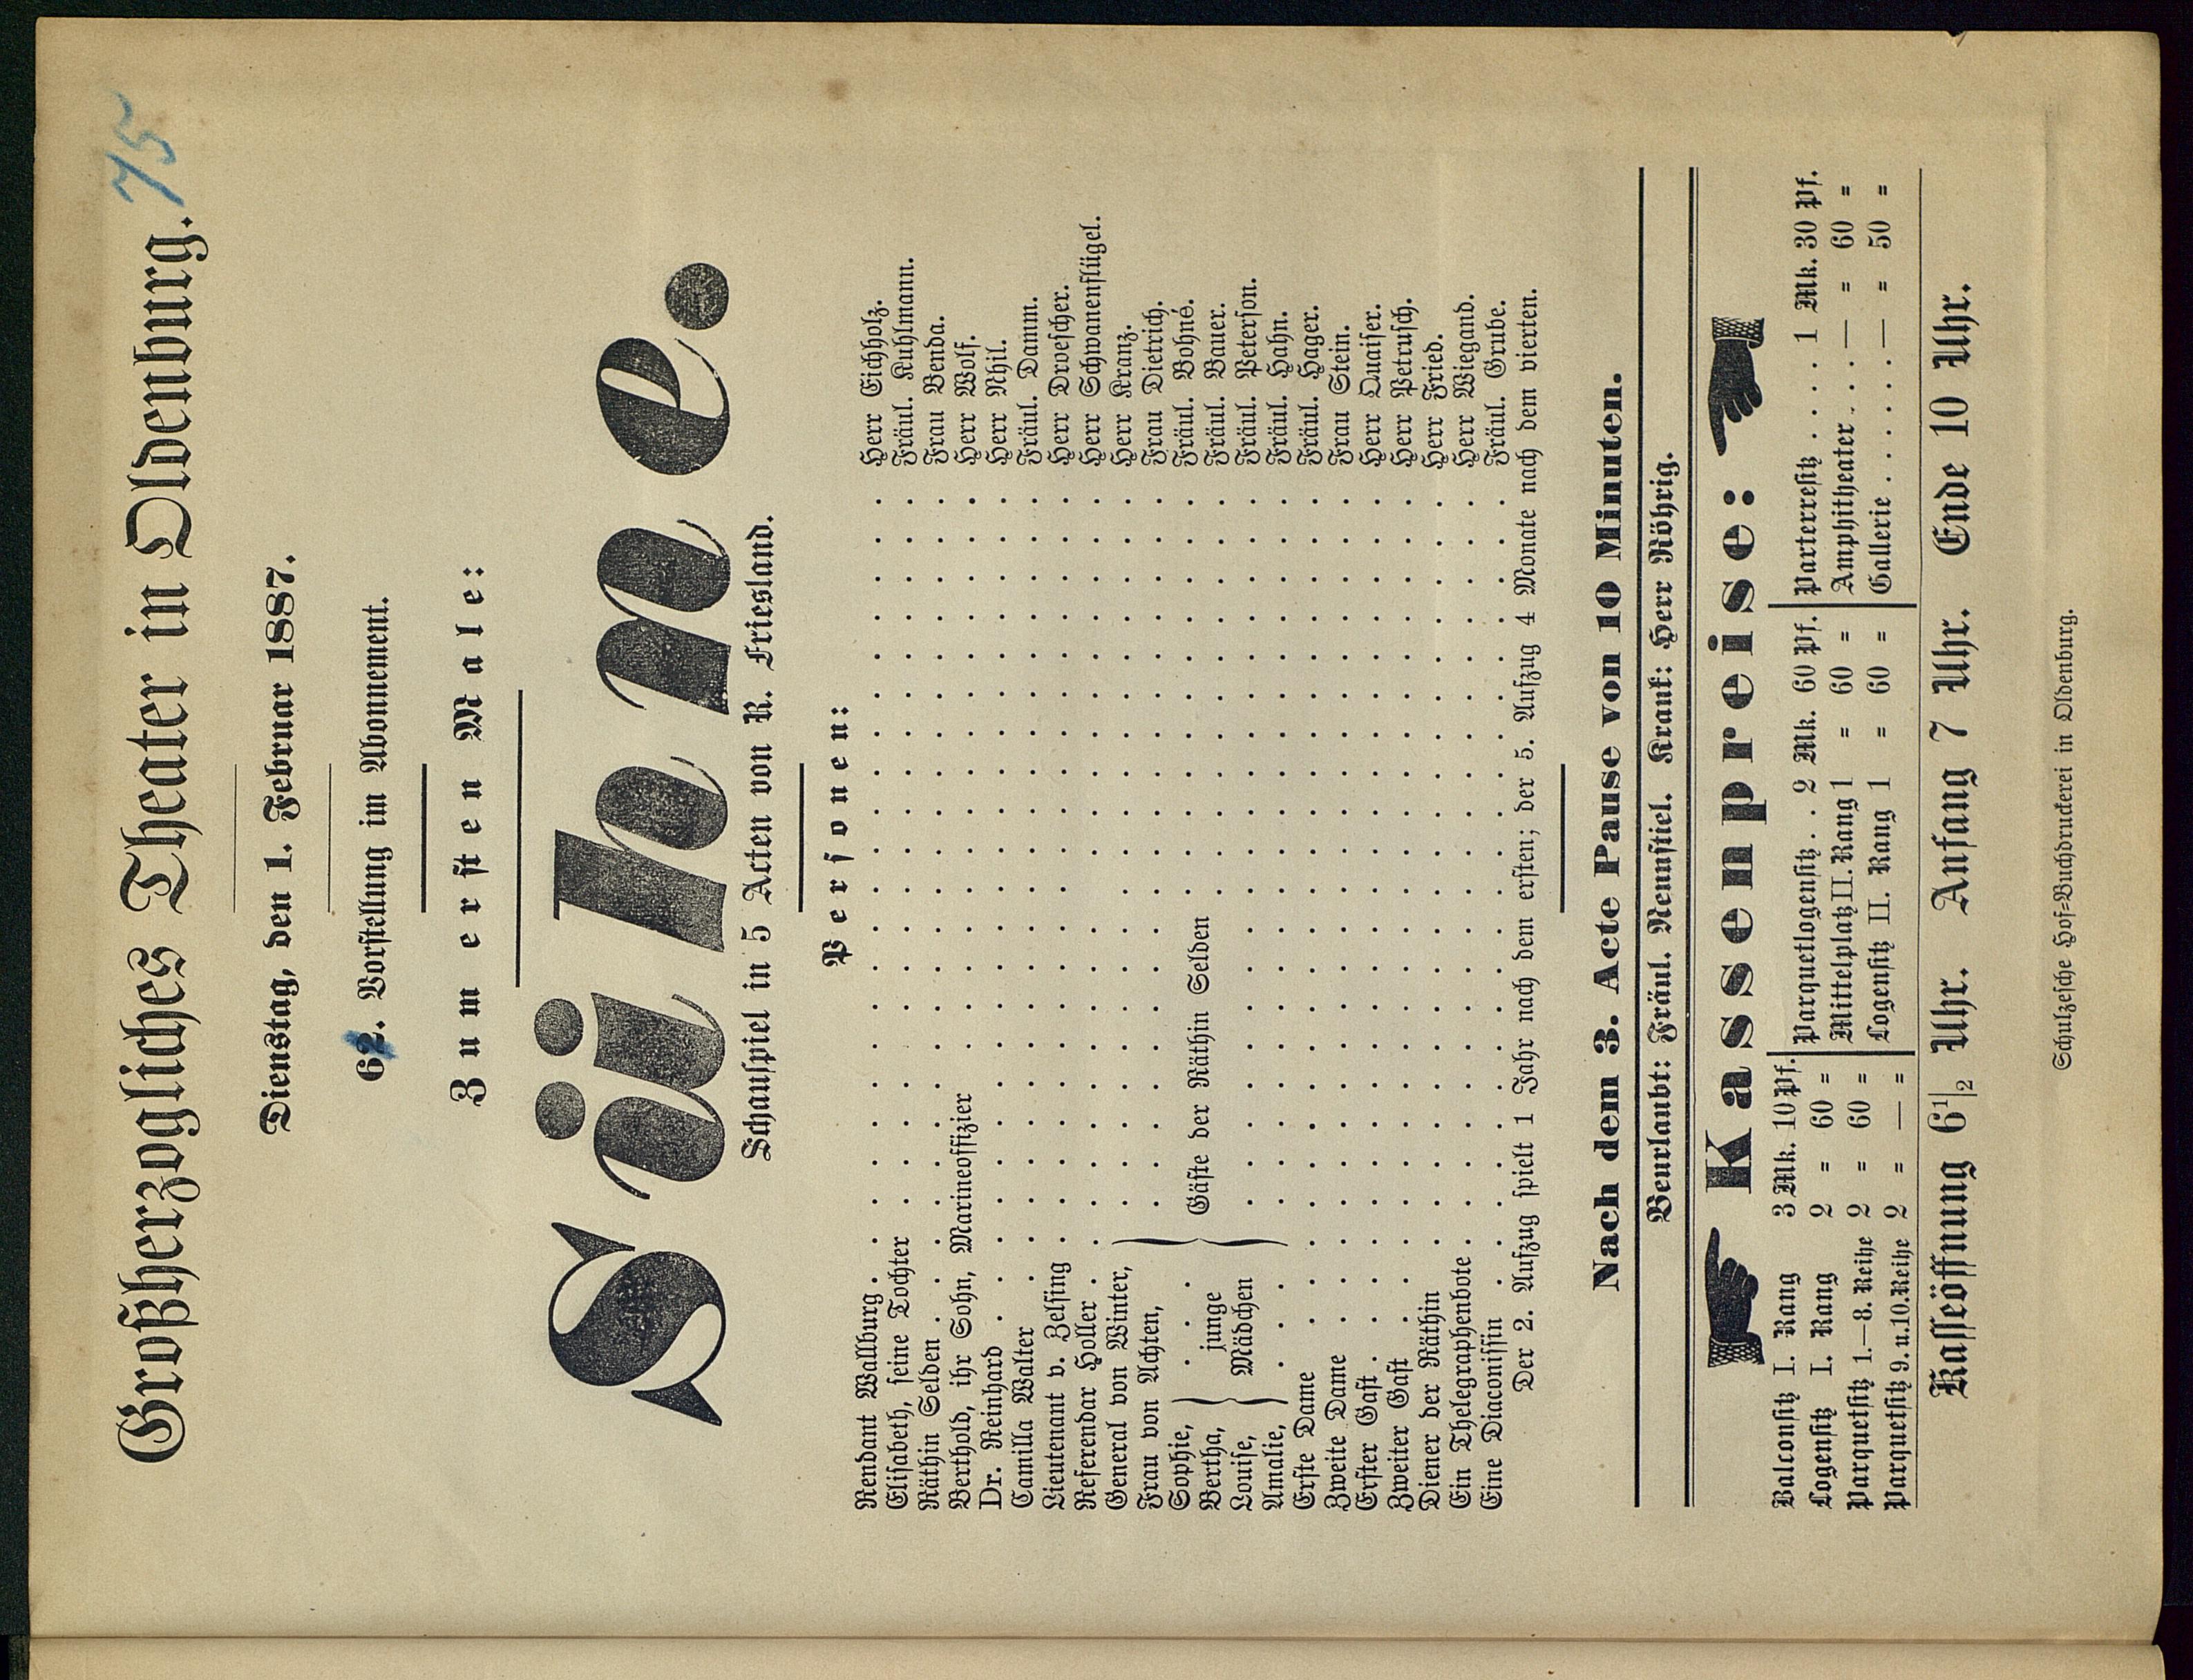 75
Großherzogliches Theater in Oldenburg.
Dienstag, den 1. Februar 1887.
62. Vorstellung im Abonnement.
Zum ersten Male:
Sühne.
Schauspiel in 5 Acten von R. Friesland.
Personen:
Rendant Wallburg . . . . Herr Eichholz.
Elisabeth, seine Tochter . . . . Fräul. Kuhlmann.
Räthin Selden . . . . Frau Benda.
Berthold, ihr Sohn, Marineoffizier . . . . Herr Wolf.
Dr. Reinhard . . . . Herr Rhil.
Camilla Walter . . . . Fräul. Damm.
Lieutenant v. Zelsing . . . . Herr Droescher.
Referendar Holler . . . . Herr Schwanenflügel.
General von Winter, . . . . Herr Kranz.
Frau von Achten, . . . . Frau Dietrich.
Sophie, . . . . Fräul. Bohné.
Bertha, } junge Gäste der Räthin Selden Fräul. Bauer.
Louise, } Mädchen . . . . Fräul. Peterson.
Amalie, . . . . Fräul. Hahn.
Erste Dame . . . . Fräul. Hager.
Zweite Dame . . . . Frau Stein.
Erster Gast . . . . Herr Quaiser.
Zweiter Gast . . . . Herr Petrusch.
Diener der Räthin . . . . Herr Fried.
Ein Thelegraphenbote . . . . Herr Wiegand.
Eine Diaconissin . . . . Fräul. Grube.
Der 2. Aufzug spielt 1 Jahr nach dem ersten; der 5. Aufzug 4 Monate nach dem vierten.
Nach dem 3. Acte Pause von 10 Minuten.
Beurlaubt: Fräul. Rennstiel. Krank: Herr Röhrig.
Kassenpreise:
Balconsitz I. Rang 3 Mk. 10 Pf.
Logensitz I. Rang 2 = 60 =
Parquetsitz 1.—8. Reihe 2 = 60 =
Parquetsitz 9. u. 10. Reihe 2 = — =
Parquetlogensitz . . 2 Mk. 60 Pf.
Mittelplatz II. Rang 1 = 60 =
Logensitz II. Rang 1 = 60 =
Parterresitz . . . . 1 Mk. 30 Pf.
Amphitheater . . . — = 60 =
Gallerie . . . . . . — = 50 =
Kasseöffnung 6 1/2 Uhr. Anfang 7 Uhr. Ende 10 Uhr.
Schulzesche Hof=Buchdruckerei in Oldenburg.